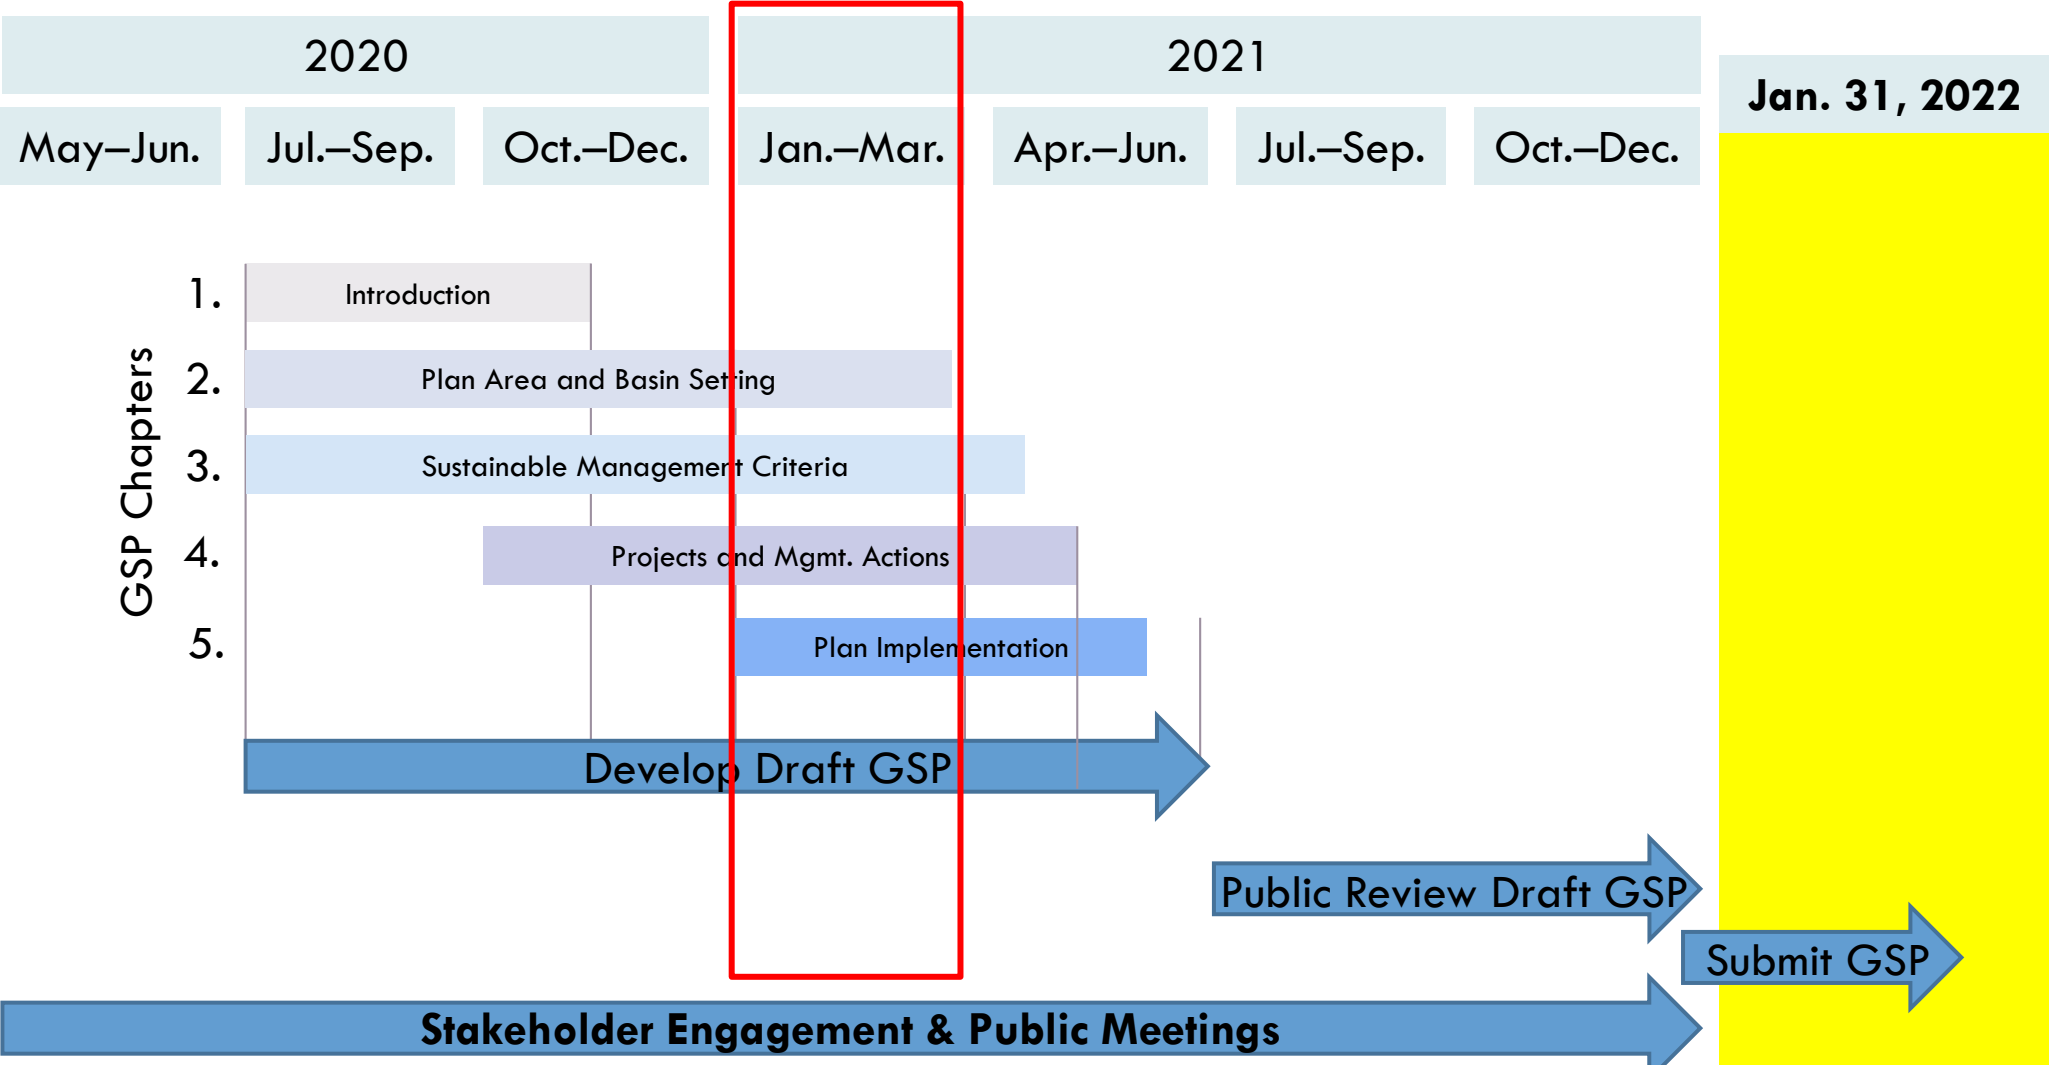 2020
2021
Jan. 31, 2022
May–Jun.
Jul.–Sep.
Oct.–Dec.
Jan.–Mar.
Apr.–Jun.
Jul.–Sep.
Oct.–Dec.
GSP Chapters
1.
Introduction
2.
Plan Area and Basin Setting
3.
Sustainable Management Criteria
4.
Projects and Mgmt. Actions
5.
Plan Implementation
Develop Draft GSP
Public Review Draft GSP
Submit GSP
Stakeholder Engagement & Public Meetings